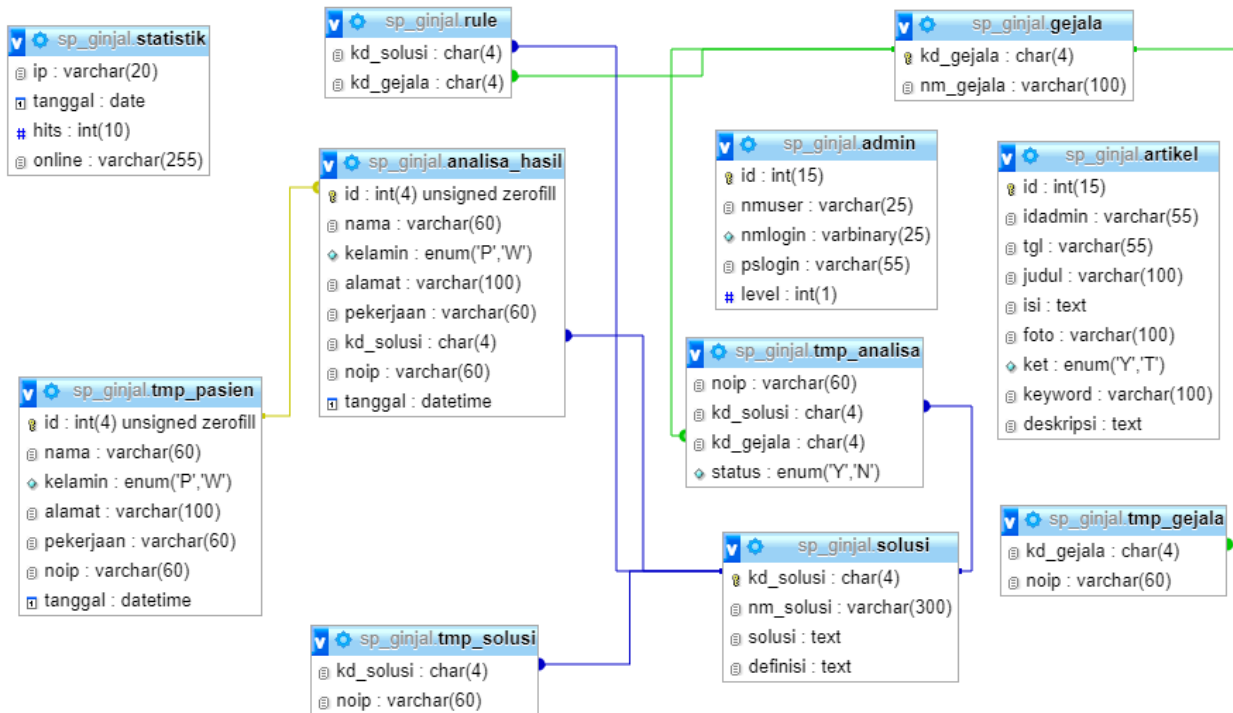 sp_ginjal.statistik
ip : varchar(20)
tanggal : date
hits : int(10)
online : varchar(255)
sp_ginjal.rule
kd_solusi : char(4)
kd_gejala : char(4)
sp_ginjal.gejala
kd_gejala : char(4)
nm_gejala : varchar(100)
sp_ginjal.analisa_hasil
id : int(4) unsigned zerofill
nama : varchar(60)
kelamin : enum('P','W')
alamat : varchar(100)
pekerjaan : varchar(60)
kd_solusi : char(4)
noip : varchar(60)
tanggal : datetime
sp_ginjal.admin
id : int(15)
nmuser : varchar(25)
nmlogin : varbinary(25)
pslogin : varchar(55)
level : int(1)
sp_ginjal.artikel
id : int(15)
idadmin : varchar(55)
tgl : varchar(55)
judul : varchar(100)
isi : text
foto : varchar(100)
ket : enum('Y','T')
keyword : varchar(100)
deskripsi : text
sp_ginjal.tmp_pasien
id : int(4) unsigned zerofill
nama : varchar(60)
kelamin : enum('P','W')
alamat : varchar(100)
pekerjaan : varchar(60)
noip : varchar(60)
tanggal : datetime
sp_ginjal.tmp_analisa
noip : varchar(60)
kd_solusi : char(4)
kd_gejala : char(4)
status : enum('Y','N')
sp_ginjal.tmp_gejala
kd_gejala : char(4)
noip : varchar(60)
sp_ginjal.solusi
kd_solusi : char(4)
nm_solusi : varchar(300)
solusi : text
definisi : text
sp_ginjal.tmp_solusi
kd_solusi : char(4)
noip : varchar(60)